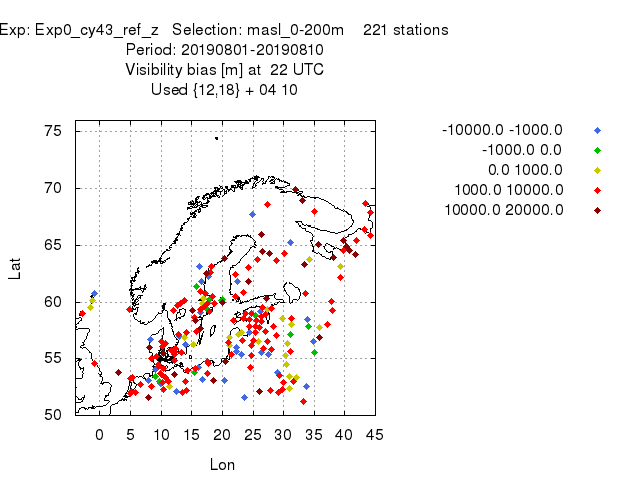 Exp: Exp0_cy43_ref_z Selection: masl_0-200m 221 stations
Period: 20190801-20190810
Visibility bias [m] at 22 UTC
Used {12,18} + 04 10
-10000.0 -1000.0
-1000.0 0.0
0.0 1000.0
1000.0 10000.0
10000.0 20000.0
75
70
65
60
55
50
Lat
0 5 10 15 20 25 30 35 40 45
Lon